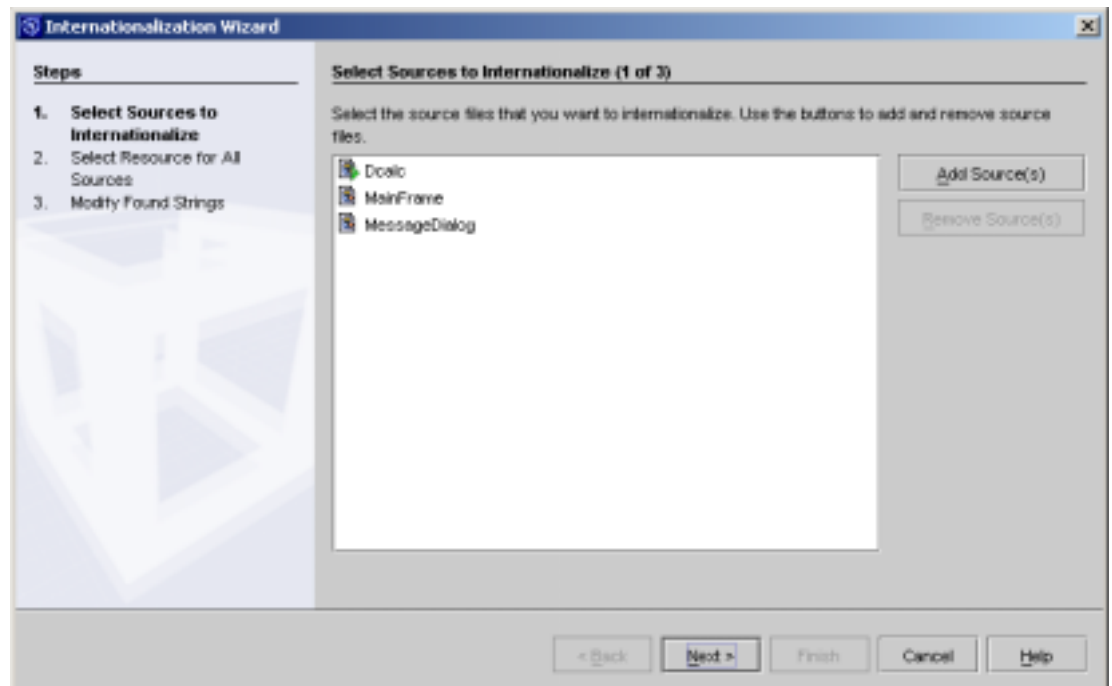 Internationalization Wizard
Steps
1. Select Sources to
Internationalize
2. Select Resource for All
Sources
3. Modify Found Strings
Select Sources to Internationalize (1 of 3)
Select the source files that you want to internationalize. Use the buttons to add and remove source
files.
Dcalc
MainFrame
MessageDialog
Add Source(s)
Remove Source(s)
< Back
Next >
Finish
Cancel
Help